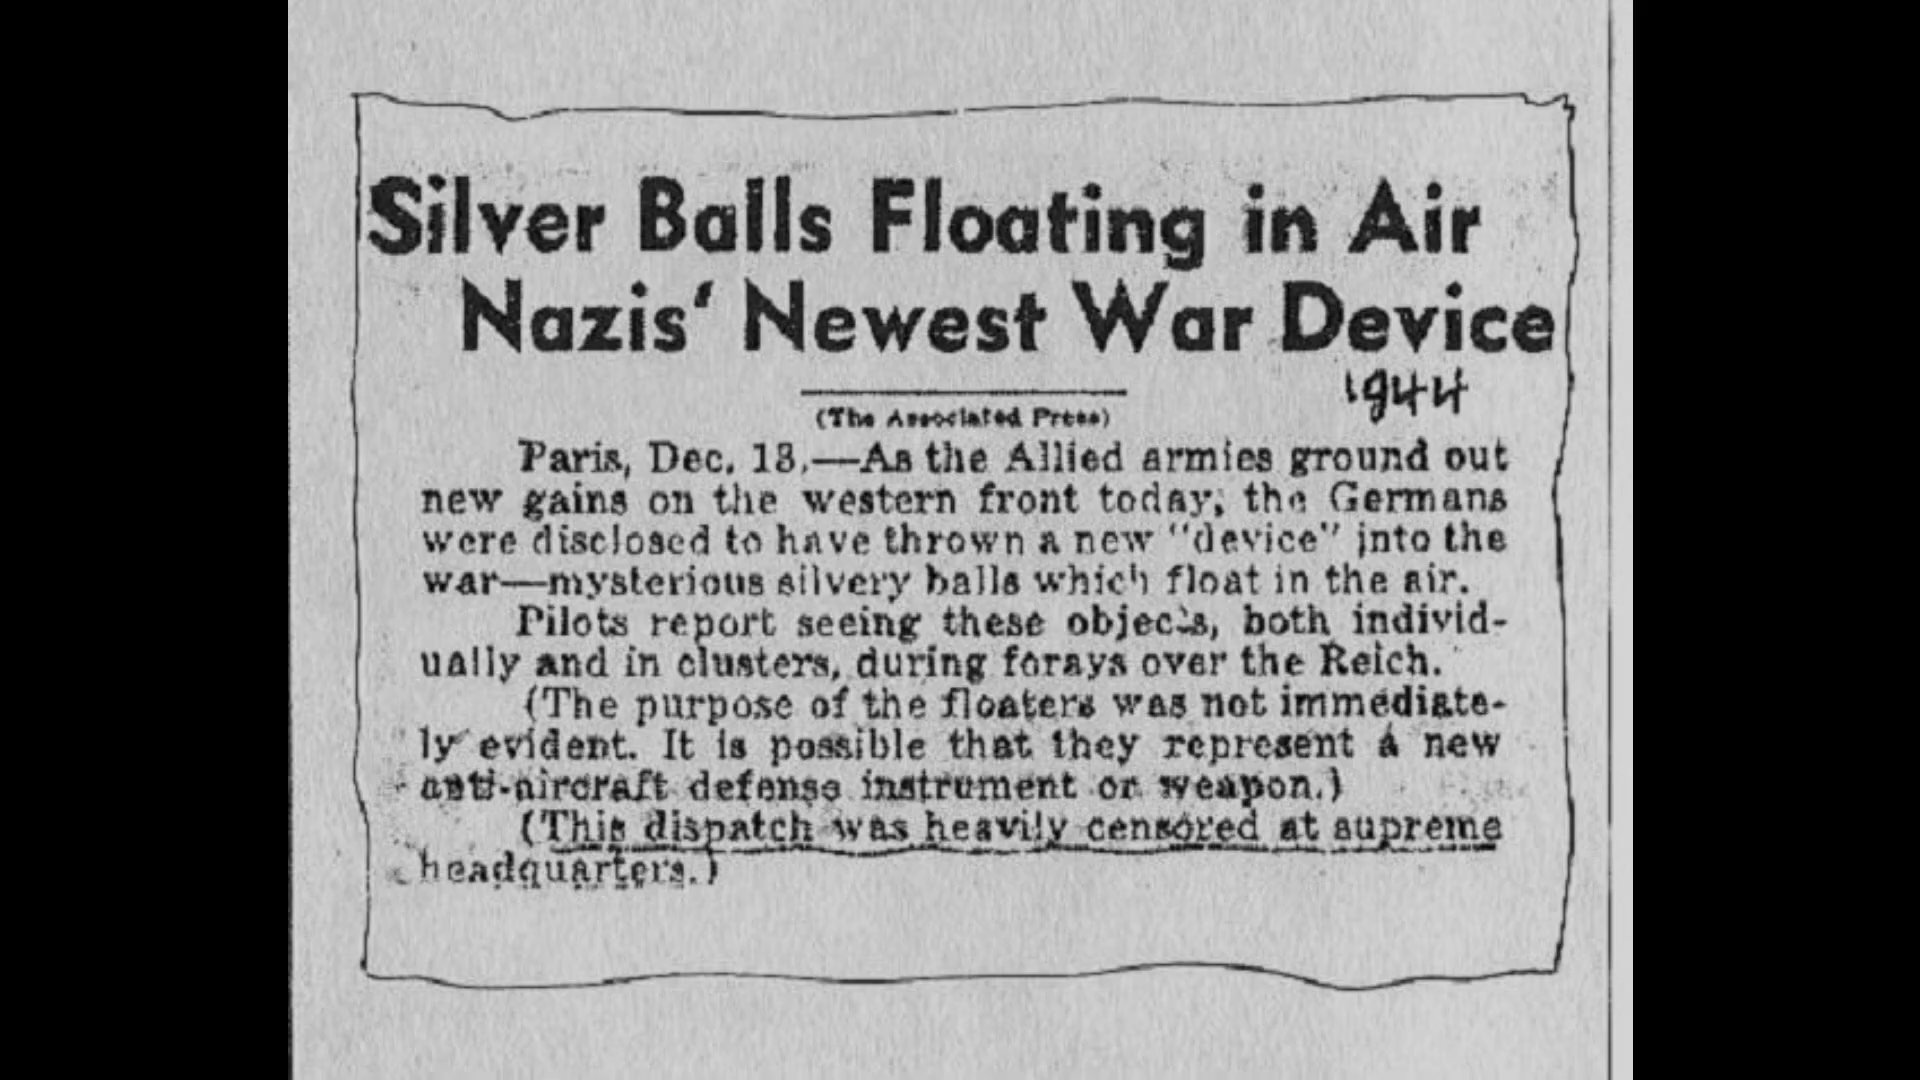 Silver Balls Floating in Air
Nazis' Newest War Device
1944
(The Associated Press)
Paris, Dec. 13.—As the Allied armies ground out
new gains on the western front today, the Germans
were disclosed to have thrown a new "device" into the
war—mysterious silvery balls which float in the air.
Pilots report seeing these objects, both individ-
ually and in clusters, during forays over the Reich.
(The purpose of the floaters was not immediate-
ly evident. It is possible that they represent a new
anti-aircraft defense instrument or weapon.)
(This dispatch was heavily censored at supreme
headquarters.)